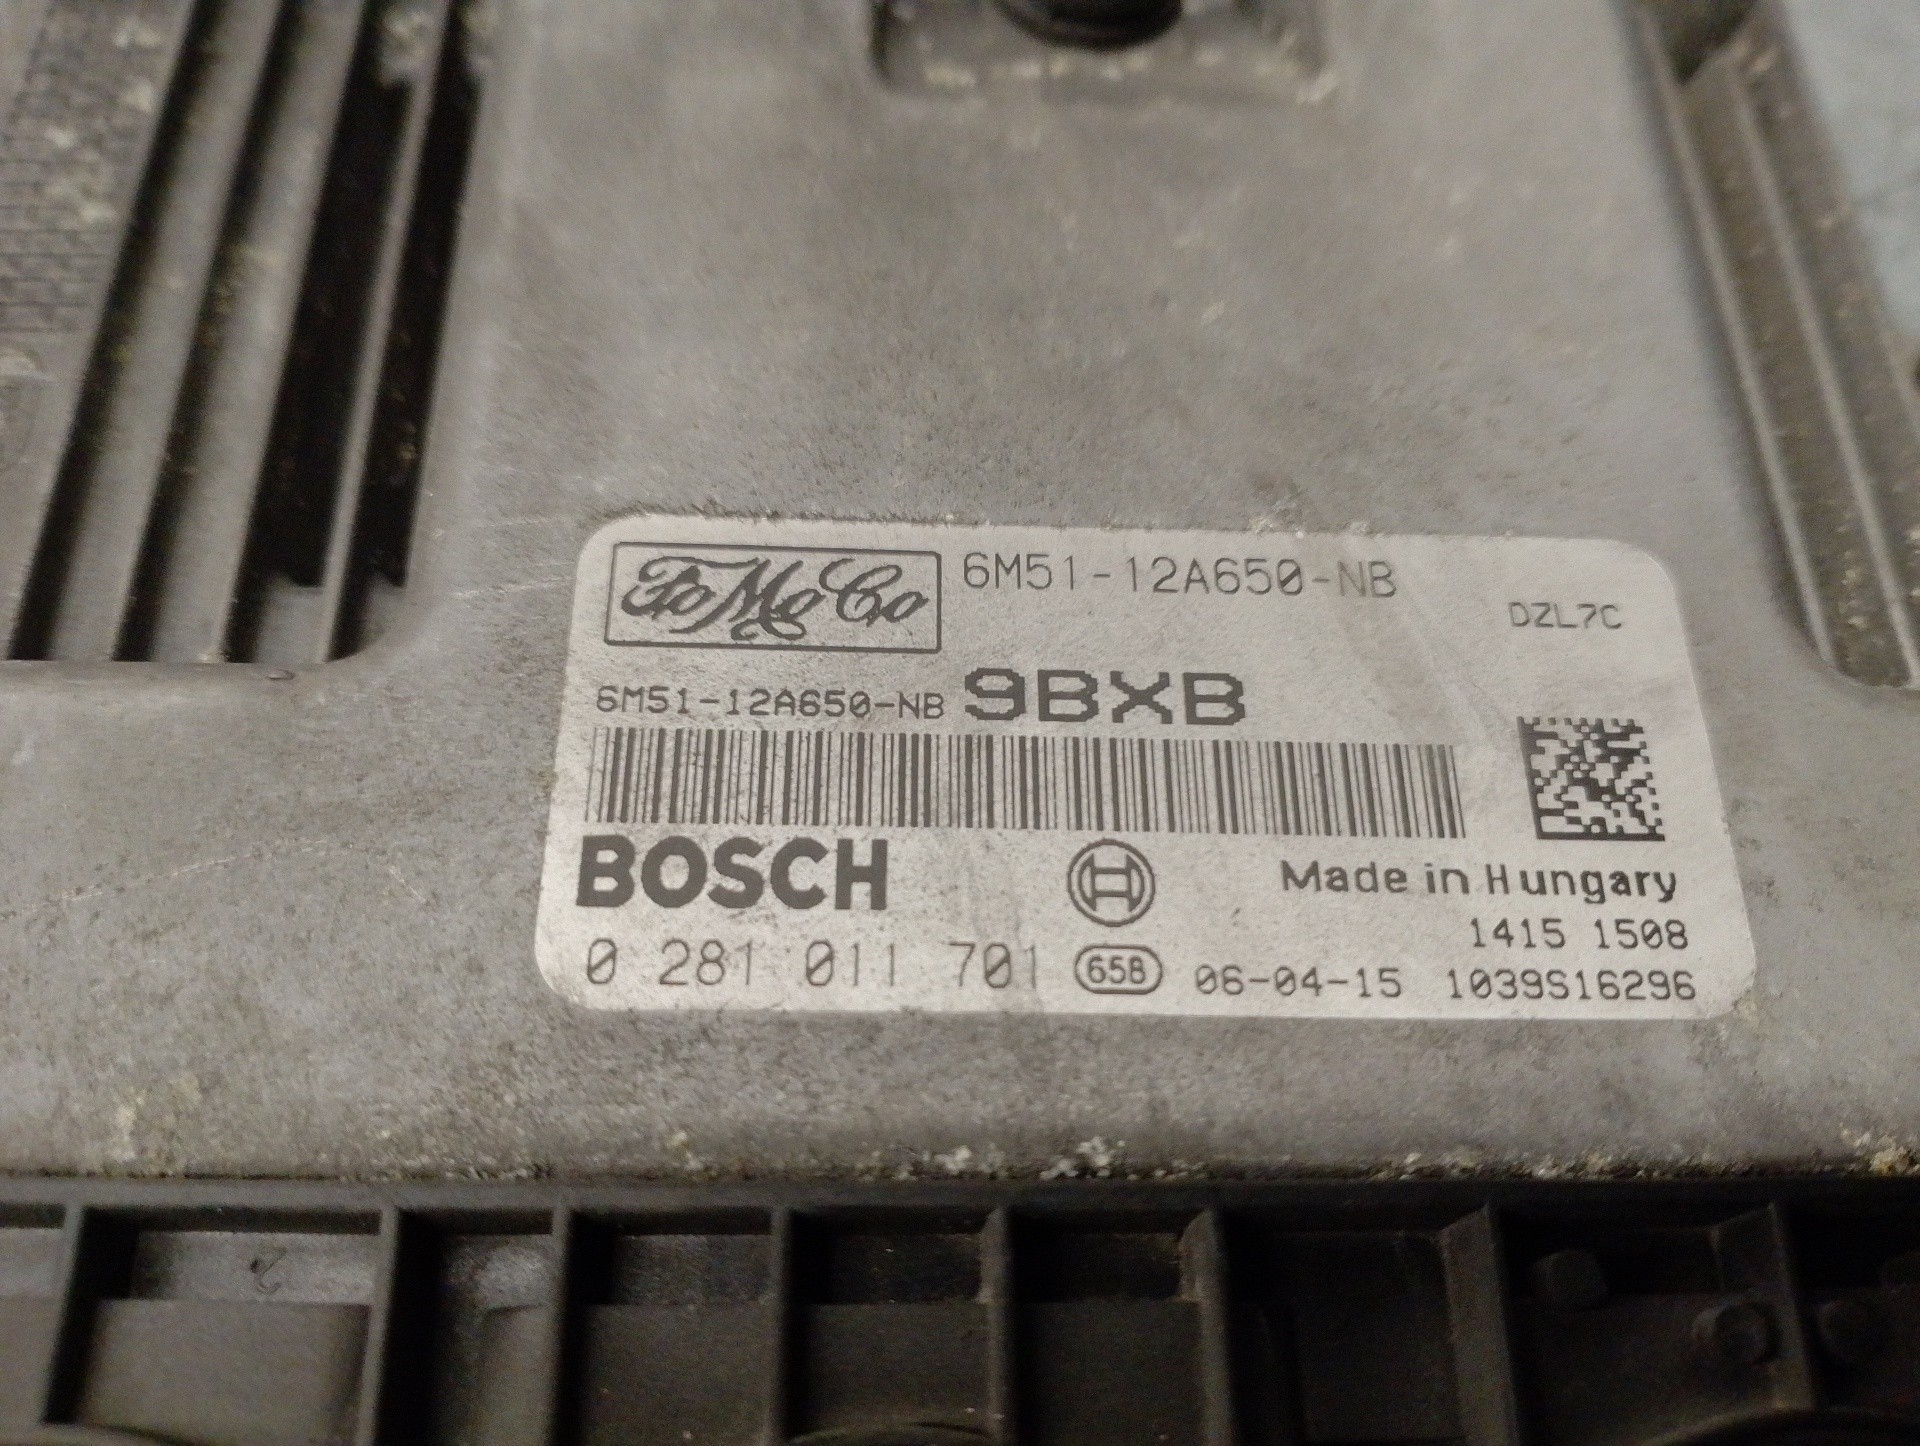 FoMoCo 6M51-12A650-NB
DZL7C
6M51-12A650-NB 9BXB
BOSCH
Made in Hungary
1415 1508
0 281 011 701 658 06-04-15 1039S16296